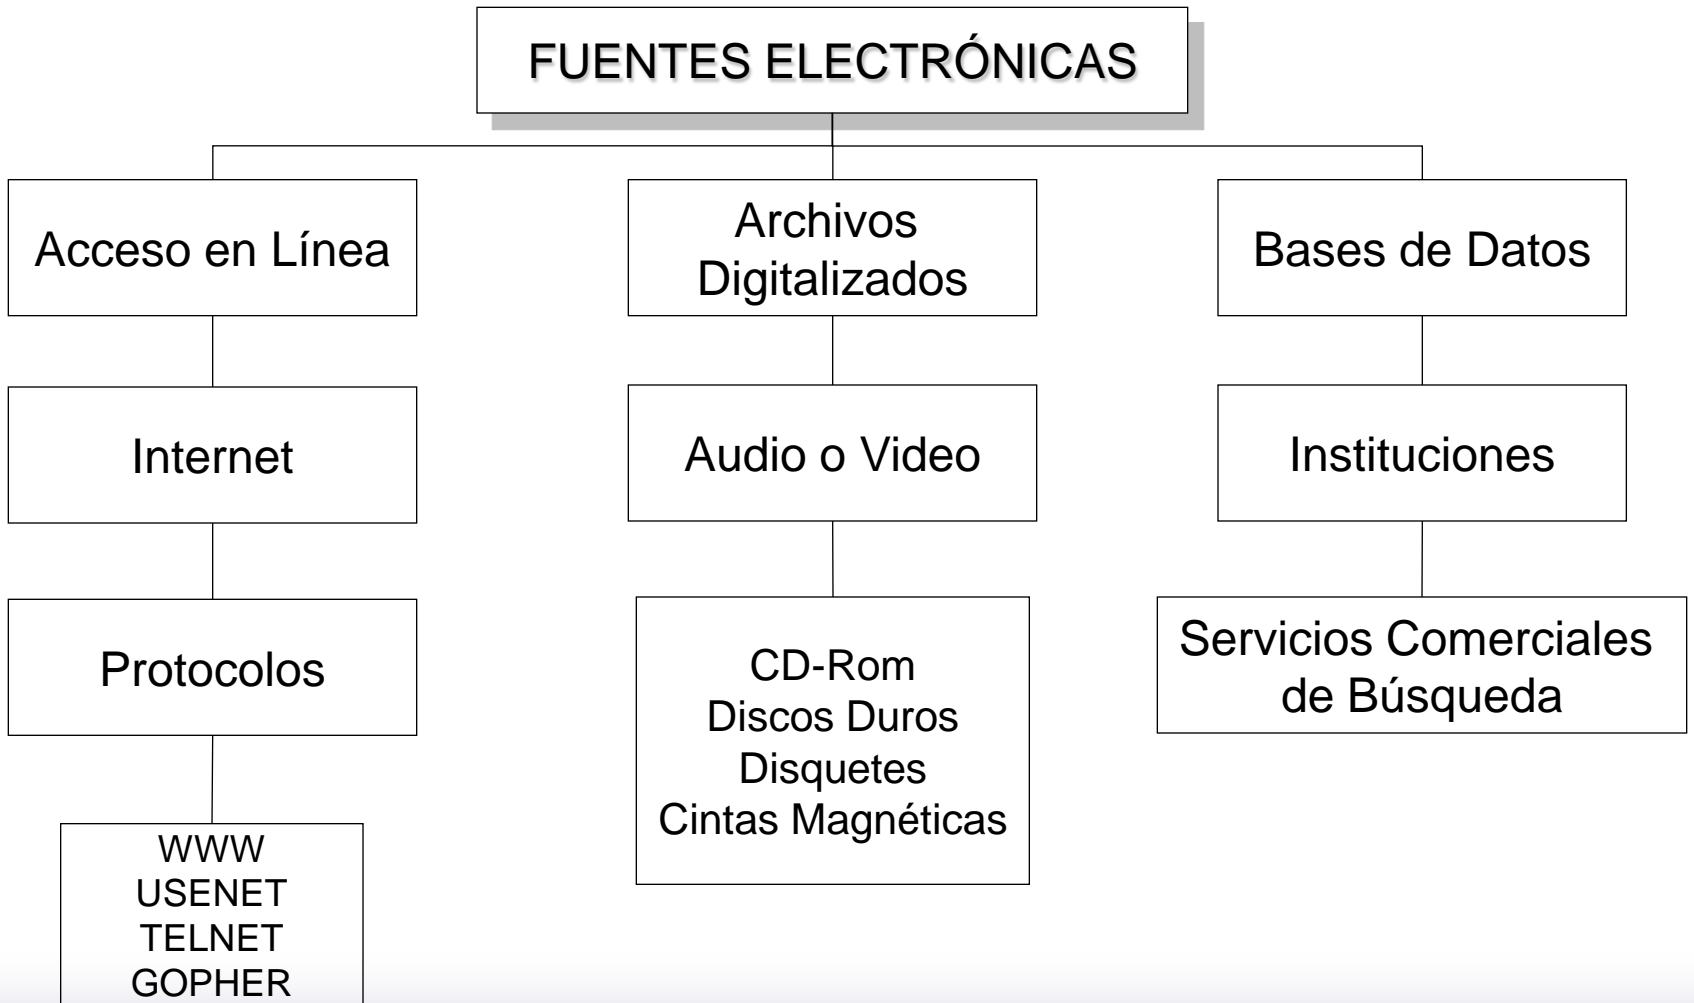 FUENTES ELECTRÓNICAS
Acceso en Línea
Internet
Protocolos
WWW
USENET
TELNET
GOPHER
Archivos
Digitalizados
Audio o Video
CD-Rom
Discos Duros
Disquetes
Cintas Magnéticas
Bases de Datos
Instituciones
Servicios Comerciales
de Búsqueda